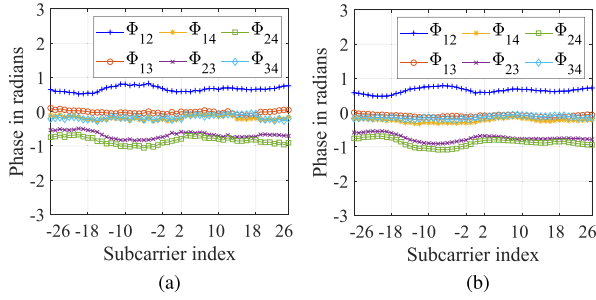 3
2
1
0
-1
-2
-3
Phase in radians
Φ12 Φ14 Φ24
Φ13 Φ23 Φ34
-26 -18 -10 -2 2 10 18 26
Subcarrier index
(a)
3
2
1
0
-1
-2
-3
Phase in radians
Φ12 Φ14 Φ24
Φ13 Φ23 Φ34
-26 -18 -10 -2 2 10 18 26
Subcarrier index
(b)